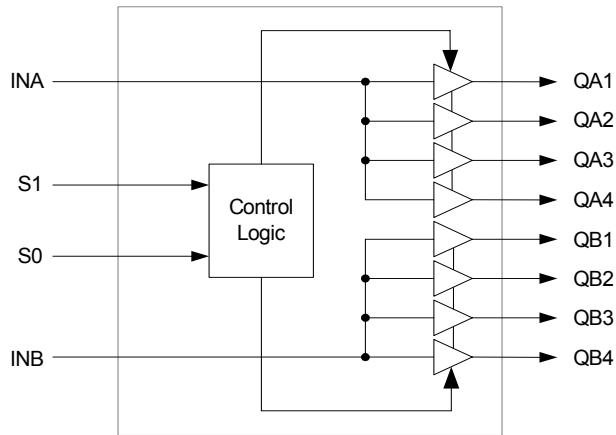 INA
S1
S0
INB
Control
Logic
QA1
QA2
QA3
QA4
QB1
QB2
QB3
QB4